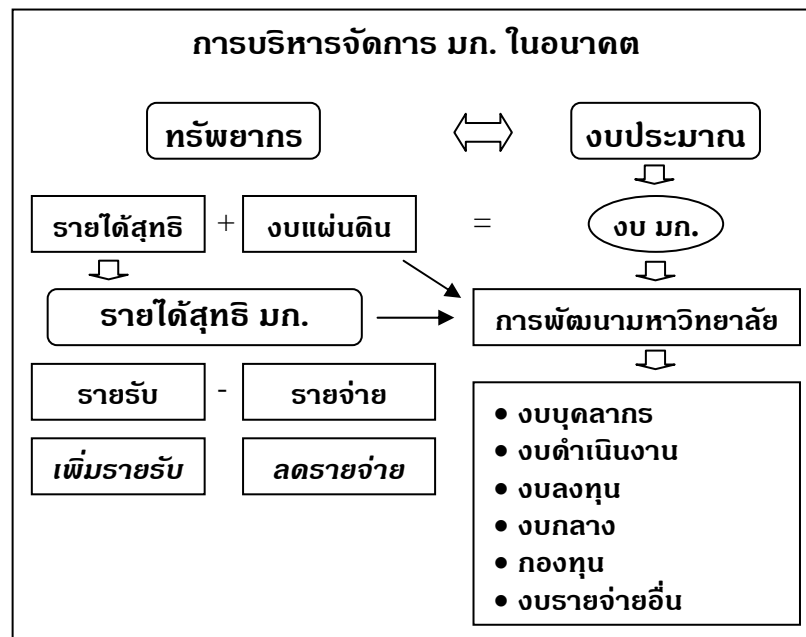 การบริหารจัดการ มก. ในอนาคต
ทรัพยากร งบประมาณ
รายได้สุทธิ + งบแผ่นดิน = งบ มก.
รายได้สุทธิ มก. การพัฒนามหาวิทยาลัย
รายรับ - รายจ่าย
เพิ่มรายรับ ลดรายจ่าย
• งบบุคลากร
• งบดำเนินงาน
• งบลงทุน
• งบกลาง
• กองทุน
• งบรายจ่ายอื่น